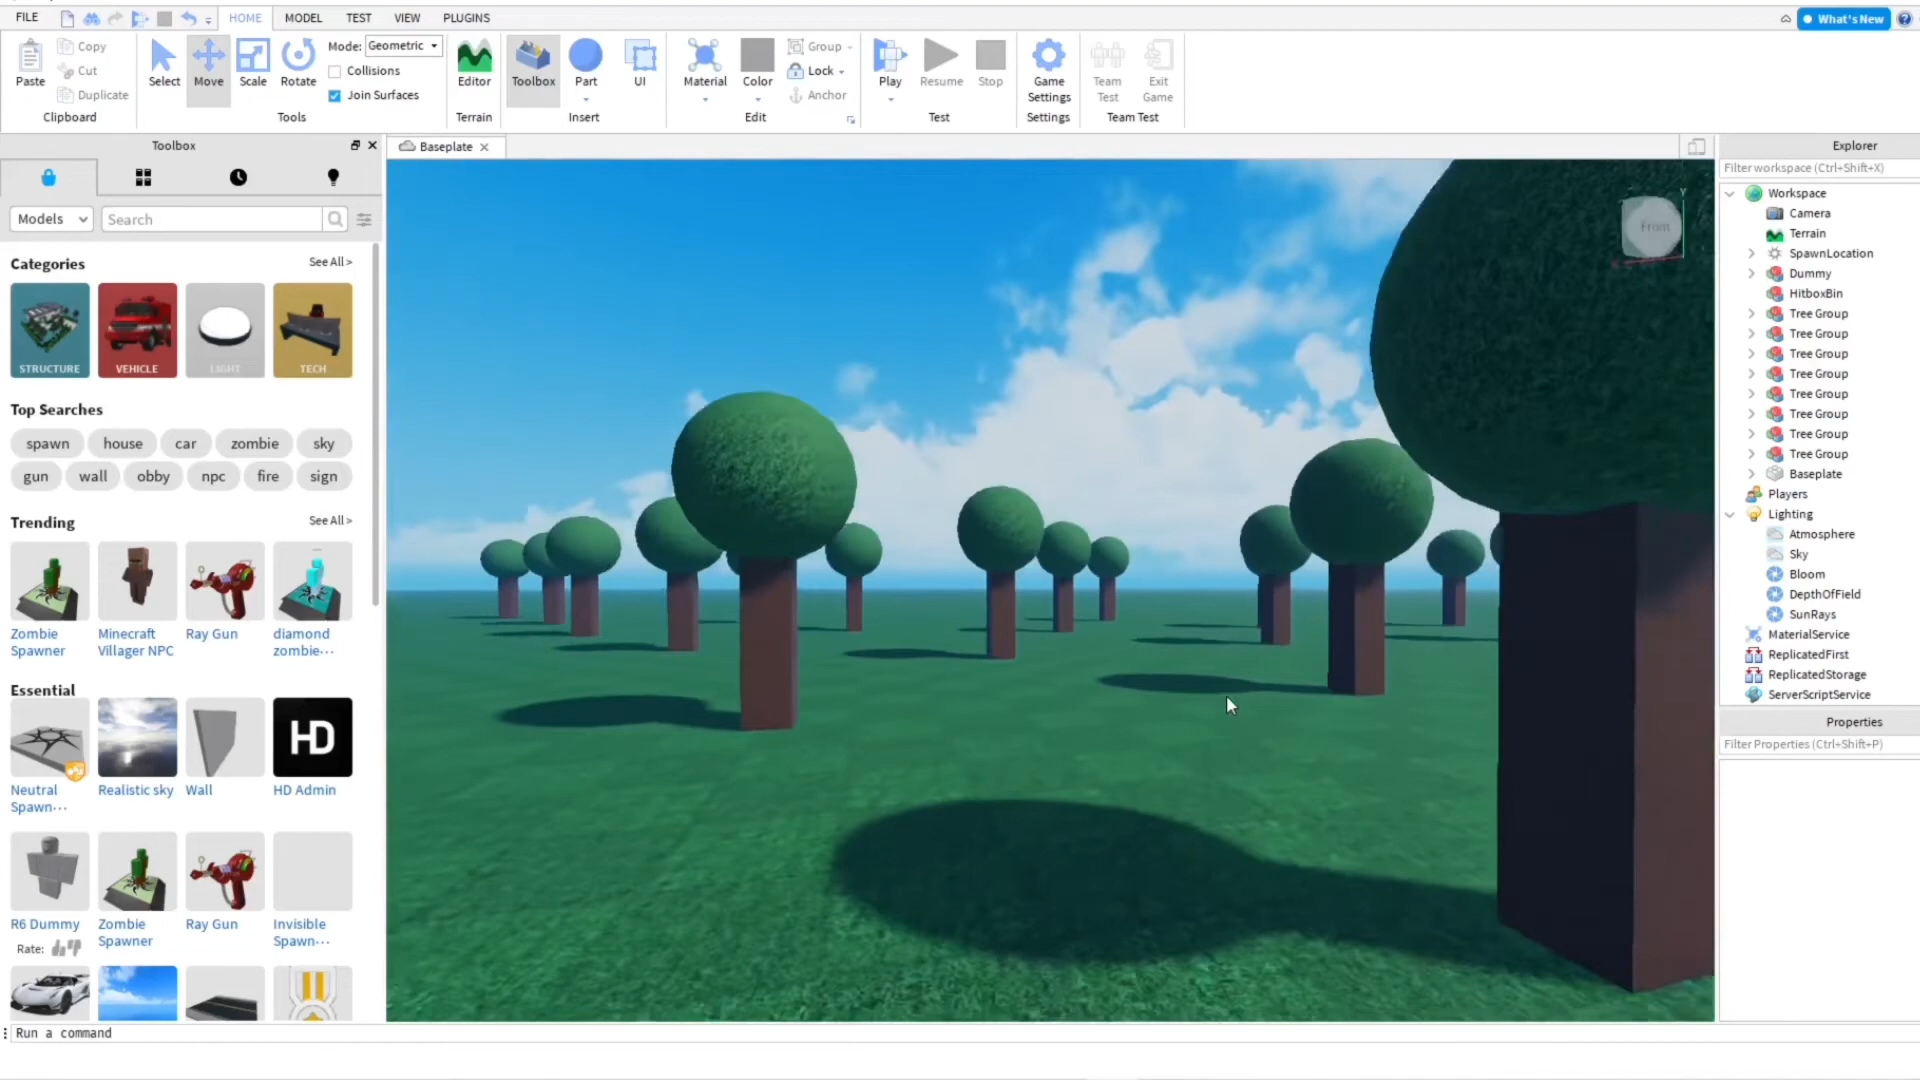 FILE HOME MODEL TEST VIEW PLUGINS What's New
Paste Copy Cut Duplicate
Select Move Scale Rotate
Mode: Geometric
Collisions
Join Surfaces
Editor
Toolbox Part UI
Material Color
Group
Lock
Anchor
Play Resume Stop
Game Settings
Team Test
Exit Game
Clipboard Tools Terrain Insert Edit Test Settings Team Test
Toolbox
Baseplate
Models Search
Categories See All >
STRUCTURE VEHICLE LIGHT TECH
Top Searches
spawn house car zombie sky
gun wall obby npc fire sign
Trending See All >
Zombie Spawner
Minecraft Villager NPC
Ray Gun
diamond zombie···
Essential
HD
Neutral Spawn···
Realistic sky
Wall
HD Admin
R6 Dummy
Zombie Spawner
Ray Gun
Invisible Spawn···
Rate:
Run a command
From
Y
Explorer
Filter workspace (Ctrl+Shift+X)
Workspace
Camera
Terrain
SpawnLocation
Dummy
HitboxBin
Tree Group
Tree Group
Tree Group
Tree Group
Tree Group
Tree Group
Tree Group
Tree Group
Baseplate
Players
Lighting
Atmosphere
Sky
Bloom
DepthOfField
SunRays
MaterialService
ReplicatedFirst
ReplicatedStorage
ServerScriptService
Properties
Filter Properties (Ctrl+Shift+P)